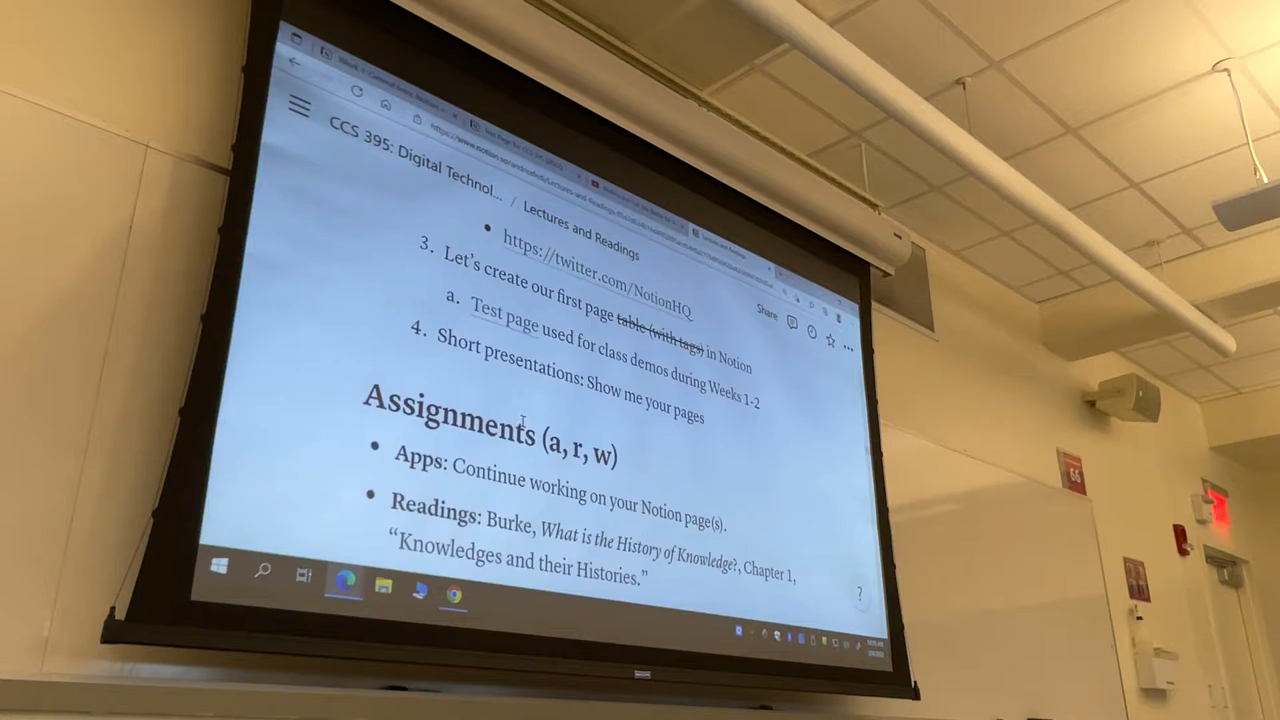 CCS 395: Digital Technol... / Lectures and Readings
Share
• https://twitter.com/NotionHQ
3. Let's create our first page table (with tags) in Notion
a. Test page used for class demos during Weeks 1-2
4. Short presentations: Show me your pages
Assignments (a, r, w)
• Apps: Continue working on your Notion page(s).
• Readings: Burke, What is the History of Knowledge?, Chapter 1,
“Knowledges and their Histories.”
?
66